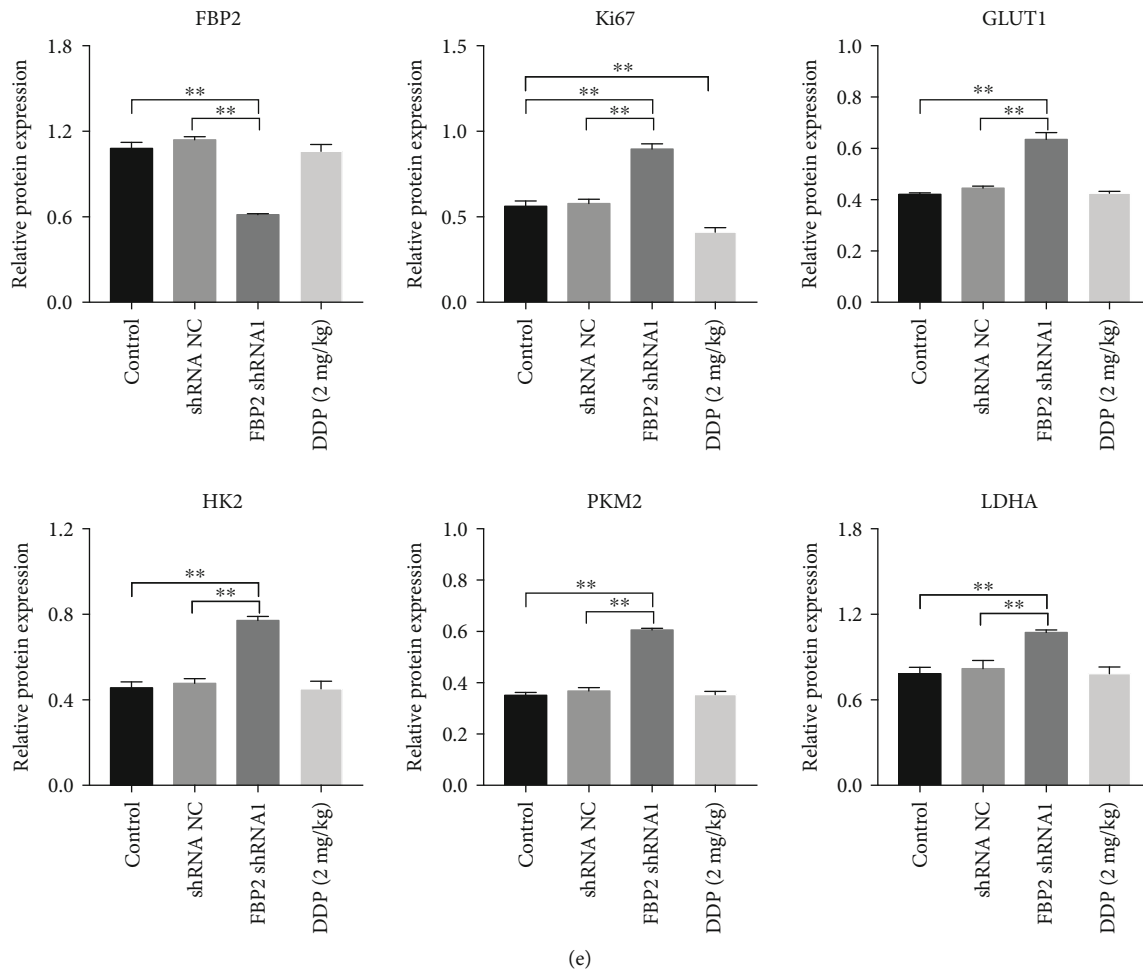 FBP2
Relative protein expression
1.8
1.2
0.6
0.0
**
**
Control
shRNA NC
FBP2 shRNA1
DDP (2 mg/kg)
Ki67
Relative protein expression
1.5
1.0
0.5
0.0
**
**
**
Control
shRNA NC
FBP2 shRNA1
DDP (2 mg/kg)
GLUT1
Relative protein expression
1.0
0.8
0.6
0.4
0.2
0.0
**
**
Control
shRNA NC
FBP2 shRNA1
DDP (2 mg/kg)
HK2
Relative protein expression
1.2
0.8
0.4
0.0
**
**
Control
shRNA NC
FBP2 shRNA1
DDP (2 mg/kg)
PKM2
Relative protein expression
1.0
0.8
0.6
0.4
0.2
0.0
**
**
Control
shRNA NC
FBP2 shRNA1
DDP (2 mg/kg)
LDHA
Relative protein expression
1.8
1.2
0.6
0.0
**
**
Control
shRNA NC
FBP2 shRNA1
DDP (2 mg/kg)
(e)